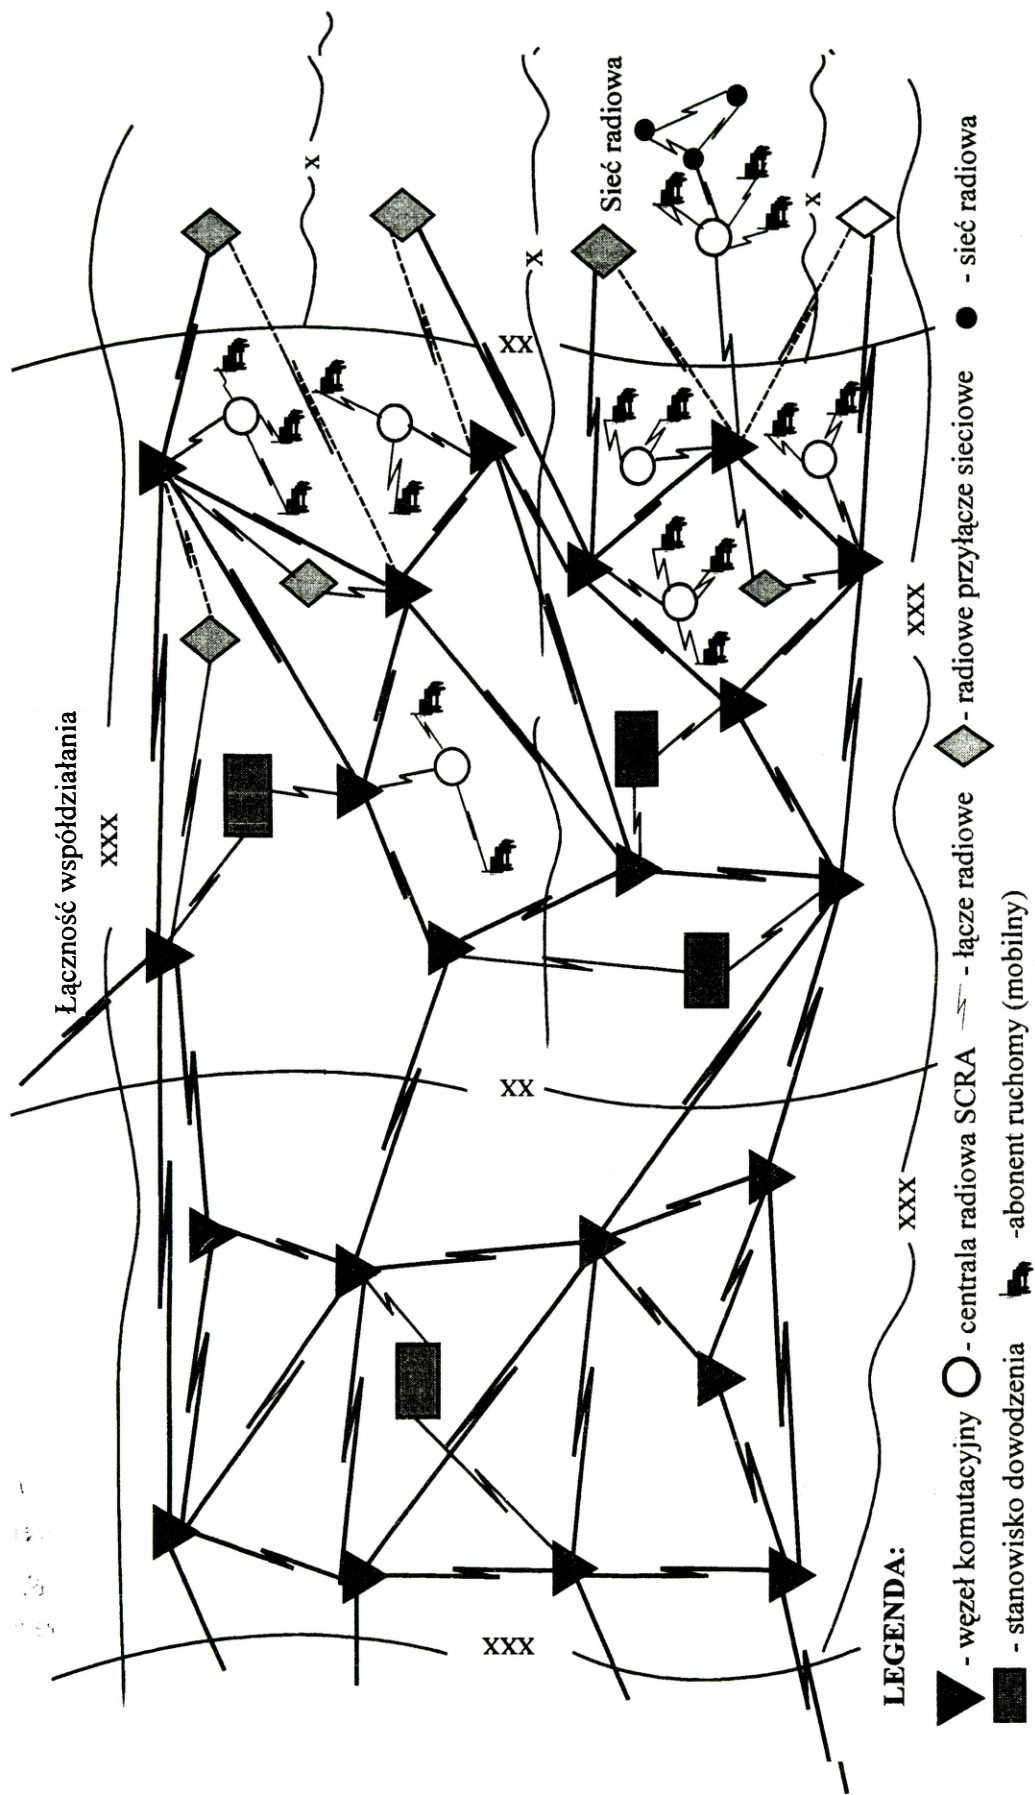 Łączność współdziałania
XXX
x
XX
x
Sieć radiowa
x
XX
XXX
XXX
XXX
LEGENDA:
- węzeł komutacyjny - centrala radiowa SCRA - łącze radiowe - radiowe przyłącze sieciowe - sieć radiowa
- stanowisko dowodzenia -abonent ruchomy (mobilny)